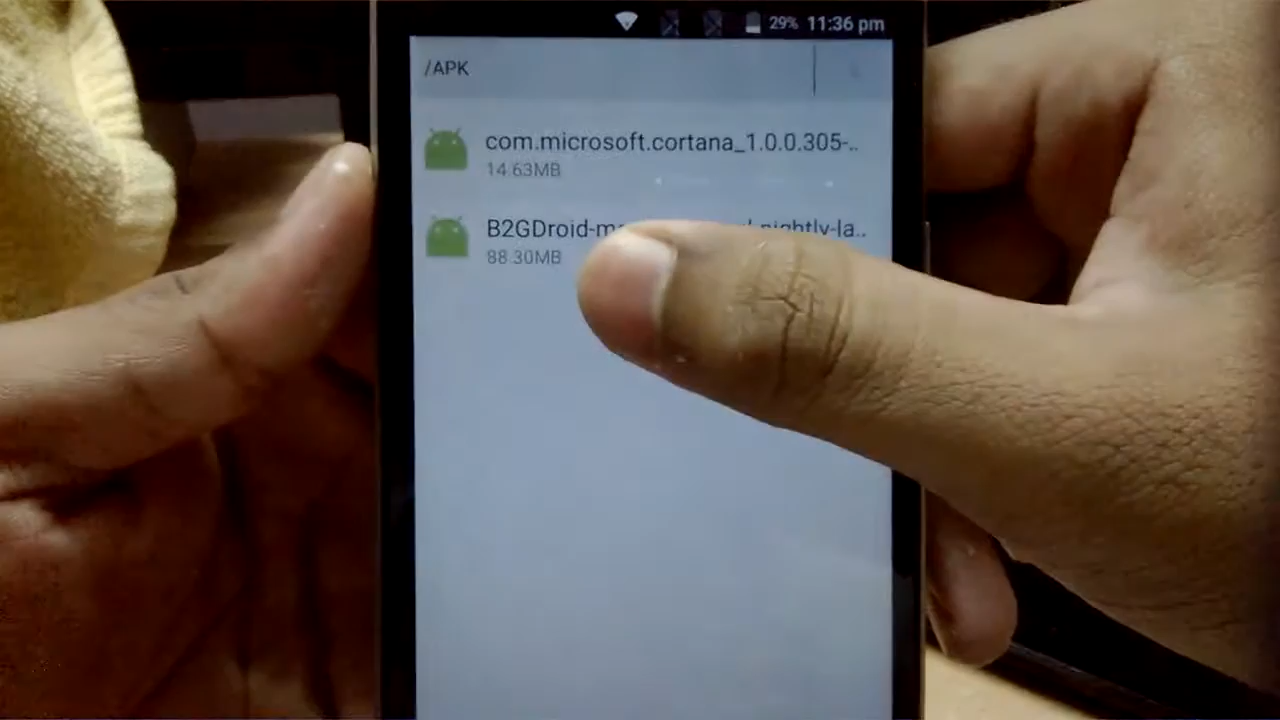 29% 11:36 pm
/APK
com.microsoft.cortana_1.0.0.305-..
14.63MB
B2GDroid-m nightly-la..
88.30MB